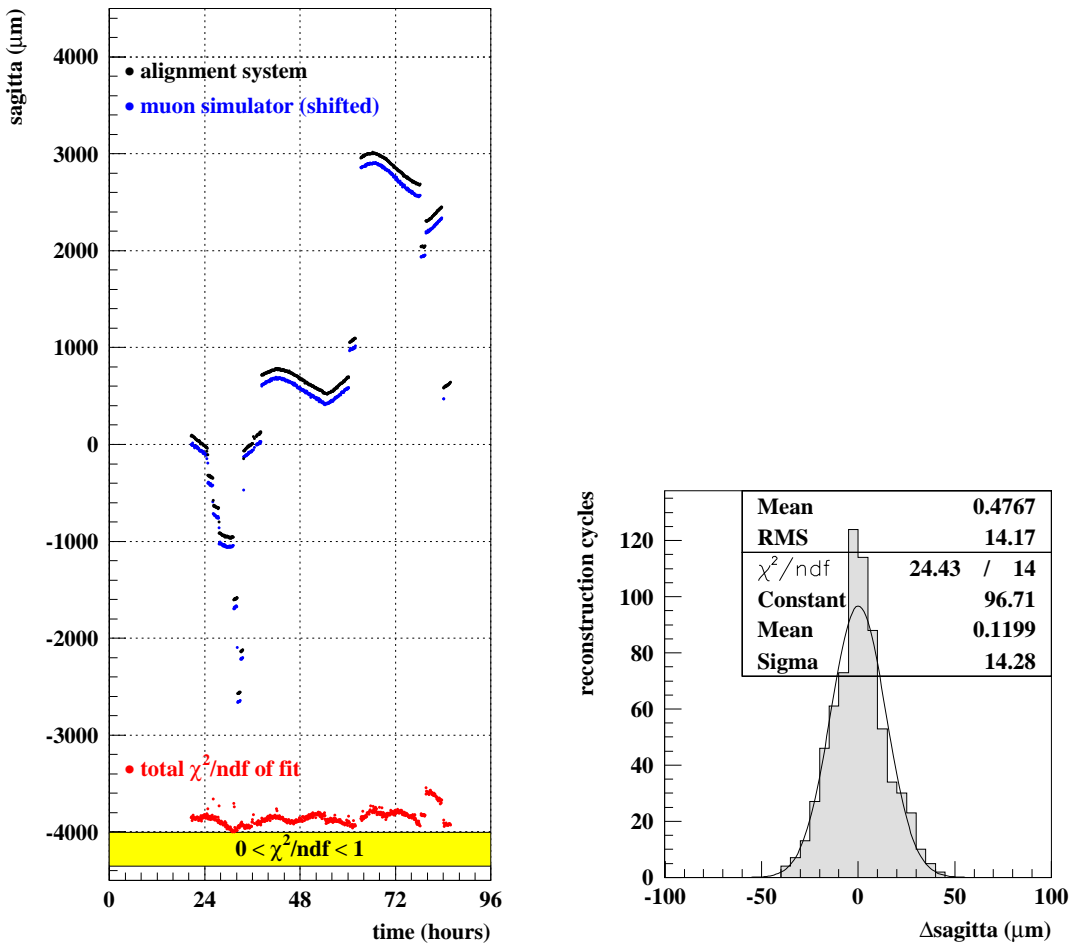 sagitta (μm)
4000
3000
2000
1000
0
-1000
-2000
-3000
-4000
• alignment system
• muon simulator (shifted)
• total χ²/ndf of fit
0 < χ²/ndf < 1
0 24 48 72 96
time (hours)
reconstruction cycles
120
100
80
60
40
20
0
Mean 0.4767
RMS 14.17
χ²/ndf 24.43 / 14
Constant 96.71
Mean 0.1199
Sigma 14.28
-100 -50 0 50 100
Δsagitta (μm)